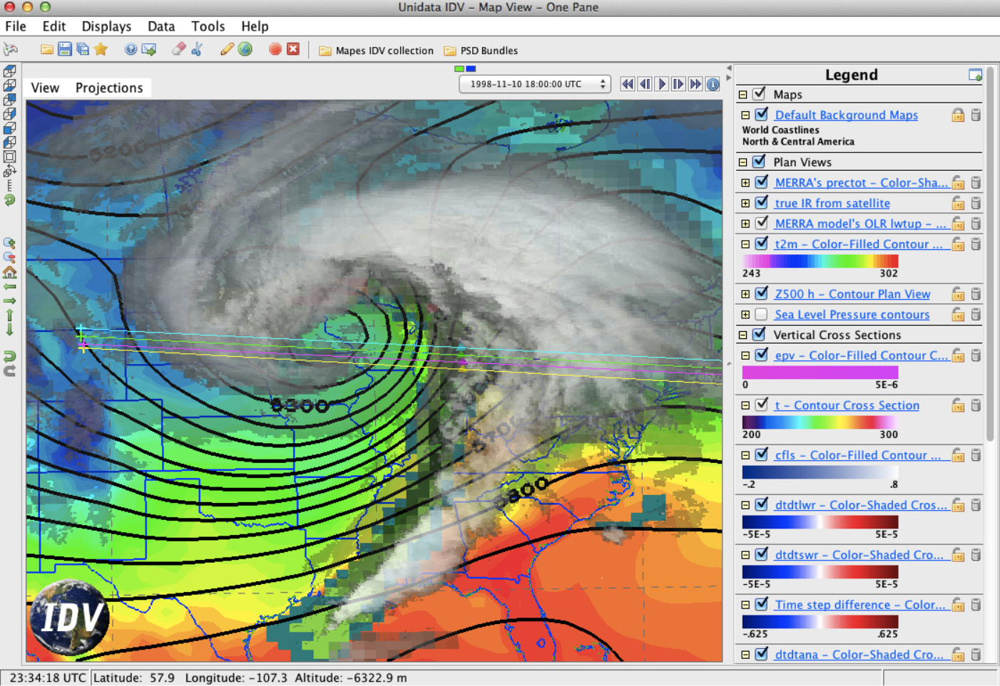 Unidata IDV – Map View – One Pane
File Edit Displays Data Tools Help
Mapes IDV collection PSD Bundles
View Projections
1998-11-10 18:00:00 UTC
5300
5700
5800
IDV
Legend
Maps
Default Background Maps
World Coastlines
North & Central America
Plan Views
MERRA's prectot – Color-Sha...
true IR from satellite
MERRA model's OLR lwtup – ...
t2m – Color-Filled Contour ...
243 302
Z500 h – Contour Plan View
Sea Level Pressure contours
Vertical Cross Sections
epv – Color-Filled Contour C...
0 5E-6
t – Contour Cross Section
200 300
cfls – Color-Filled Contour ...
-.2 .8
dtdtlwr – Color-Shaded Cros...
-5E-5 5E-5
dtdtswr – Color-Shaded Cro...
-5E-5 5E-5
Time step difference – Color...
-.625 .625
dtdtana – Color-Shaded Cro...
23:34:18 UTC Latitude: 57.9 Longitude: -107.3 Altitude: -6322.9 m